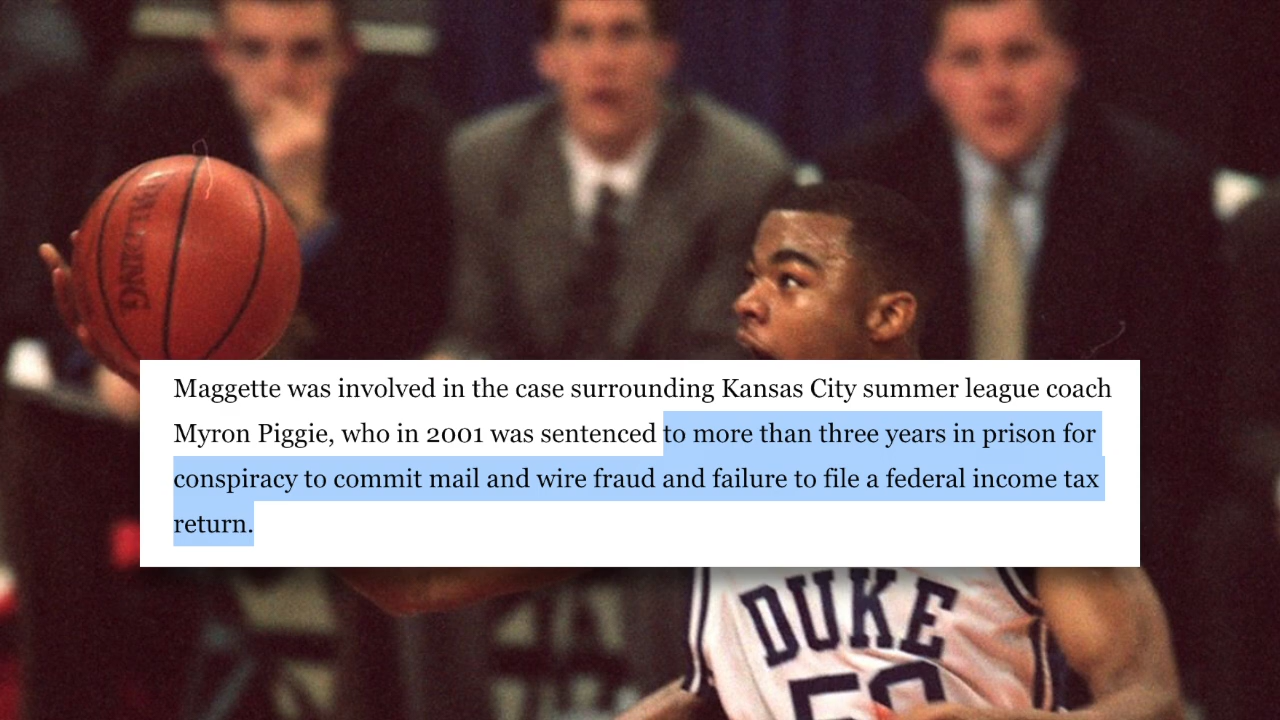 SPALDING
Maggette was involved in the case surrounding Kansas City summer league coach
Myron Piggie, who in 2001 was sentenced to more than three years in prison for
conspiracy to commit mail and wire fraud and failure to file a federal income tax
return.
DUKE
50